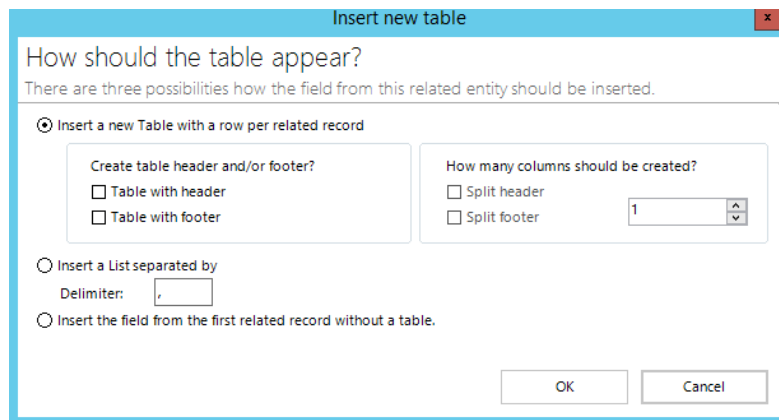 Insert new table
x
How should the table appear?
There are three possibilities how the field from this related entity should be inserted.
Insert a new Table with a row per related record
Create table header and/or footer?
Table with header
Table with footer
How many columns should be created?
Split header
Split footer
1
Insert a List separated by
Delimiter: ,
Insert the field from the first related record without a table.
OK Cancel